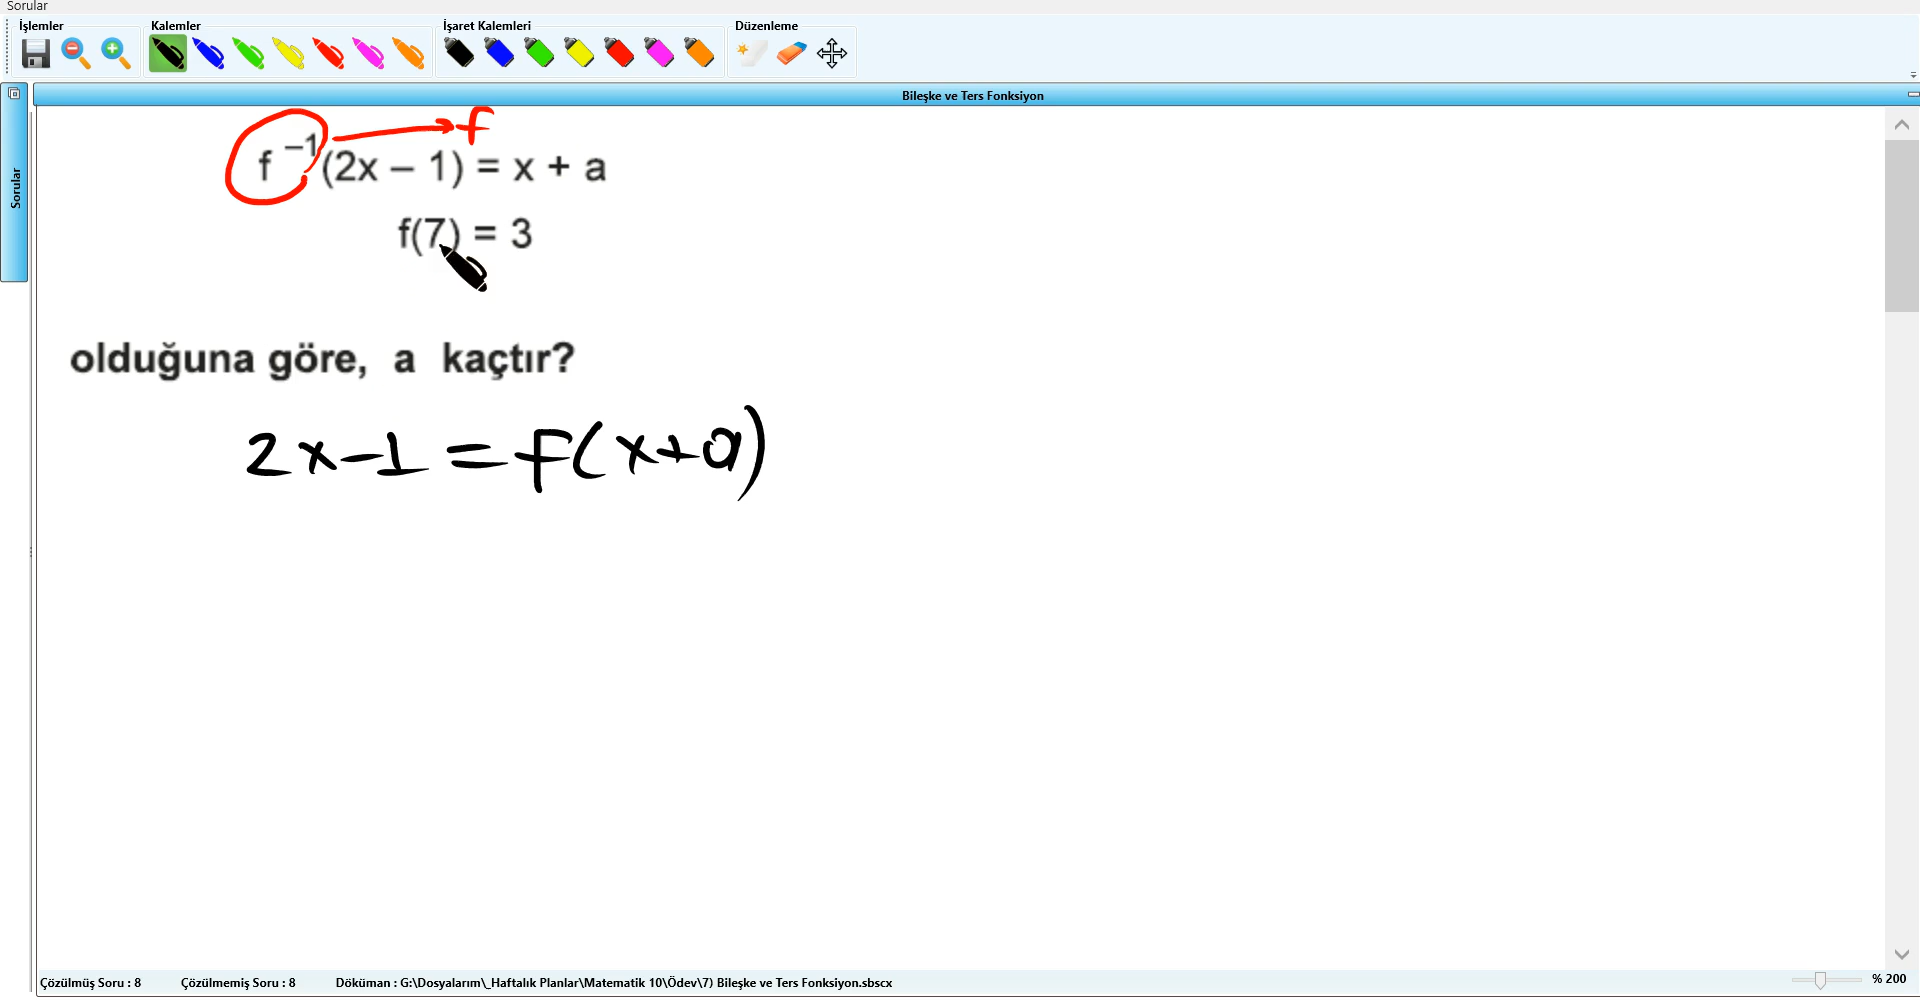 Sorular
İşlemler
Kalemler
İşaret Kalemleri
Düzenleme
Bileşke ve Ters Fonksiyon
Sorular
f
f⁻¹(2x – 1) = x + a
f(7) = 3
olduğuna göre, a kaçtır?
2x-1=f(x+a)
Çözülmüş Soru : 8 Çözülmemiş Soru : 8 Döküman : G:\Dosyalarım\_Haftalık Planlar\Matematik 10\Ödev\7) Bileşke ve Ters Fonksiyon.sbscx % 200